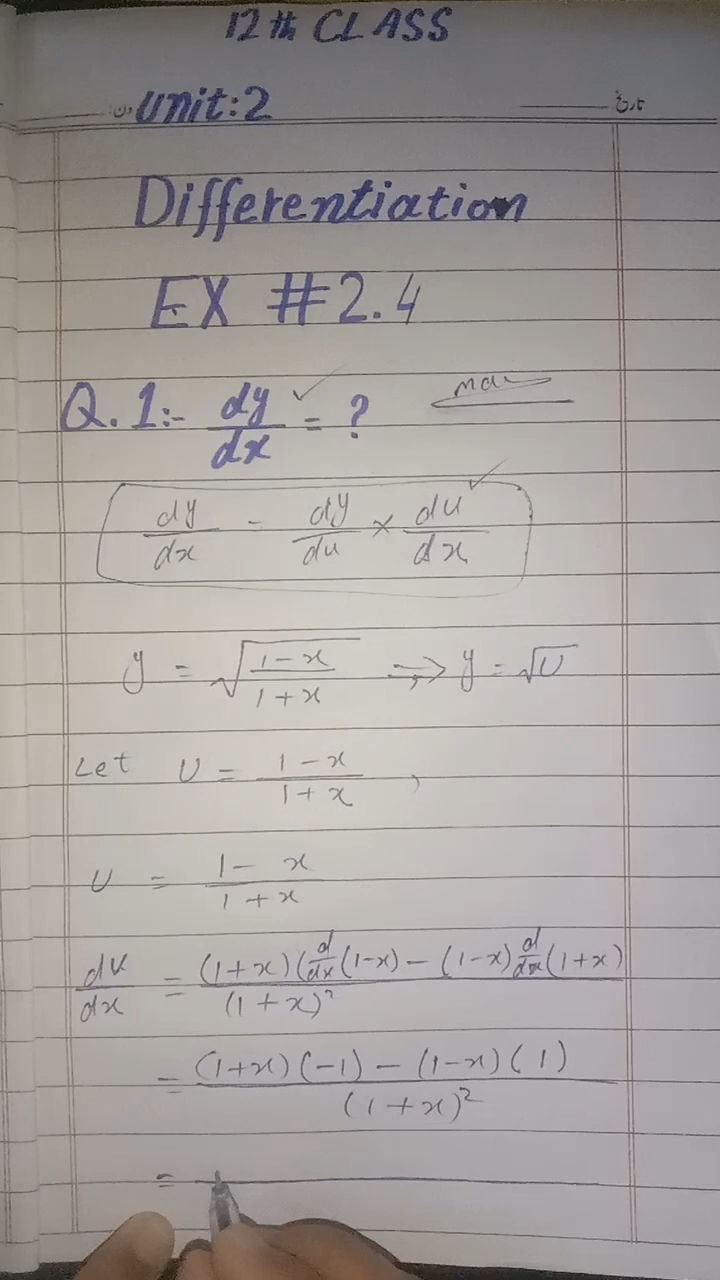 12th CLASS
unit:2
تاریخ
Differentiation
EX #2.4
Q.1:- dy/dx = ?
dy/dx = dy/du × du/dx
y = √((1-x)/(1+x)) => y = √U
Let U = (1-x)/(1+x) ,
U = (1-x)/(1+x)
du/dx = ((1+x)(d/dx(1-x) - (1-x)d/dx(1+x))/(1+x)²
= ((1+x)(-1) - (1-x)(1))/(1+x)²
=